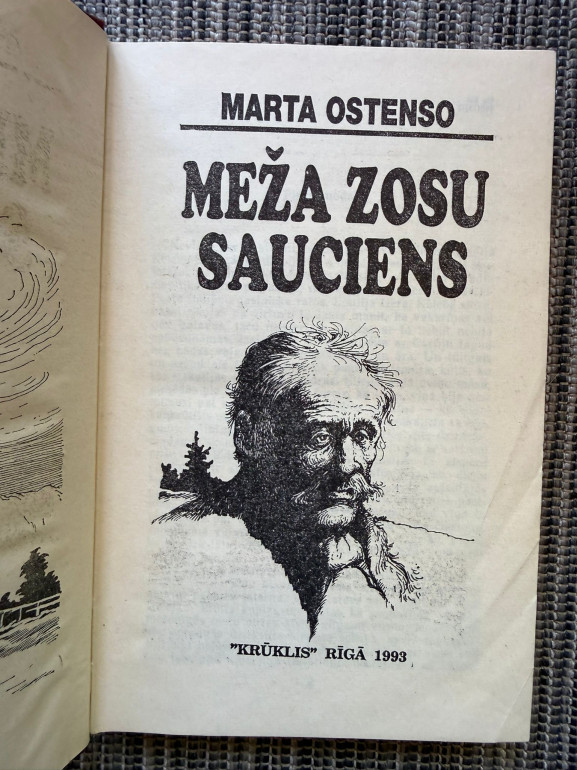 MARTA OSTENSO
MEŽA ZOSU
SAUCIENS
”KRŪKLIS” RĪGĀ 1993